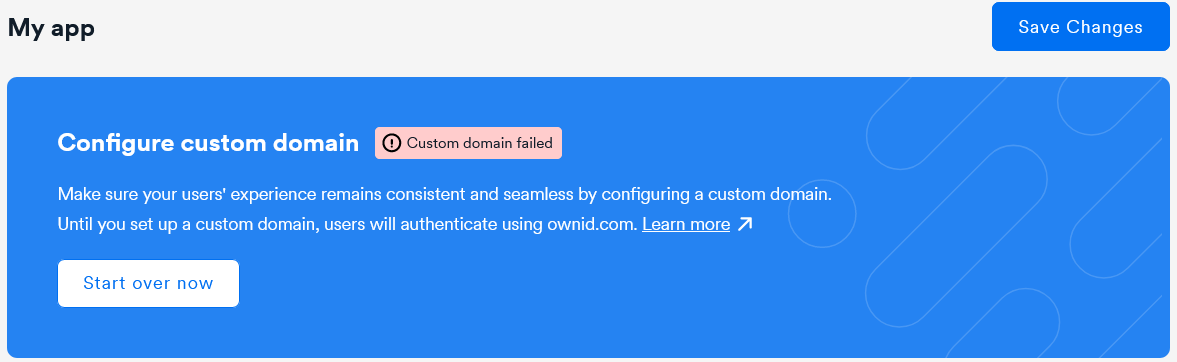 My app
Save Changes
Configure custom domain
Custom domain failed
Make sure your users' experience remains consistent and seamless by configuring a custom domain.
Until you set up a custom domain, users will authenticate using ownid.com. Learn more
Start over now